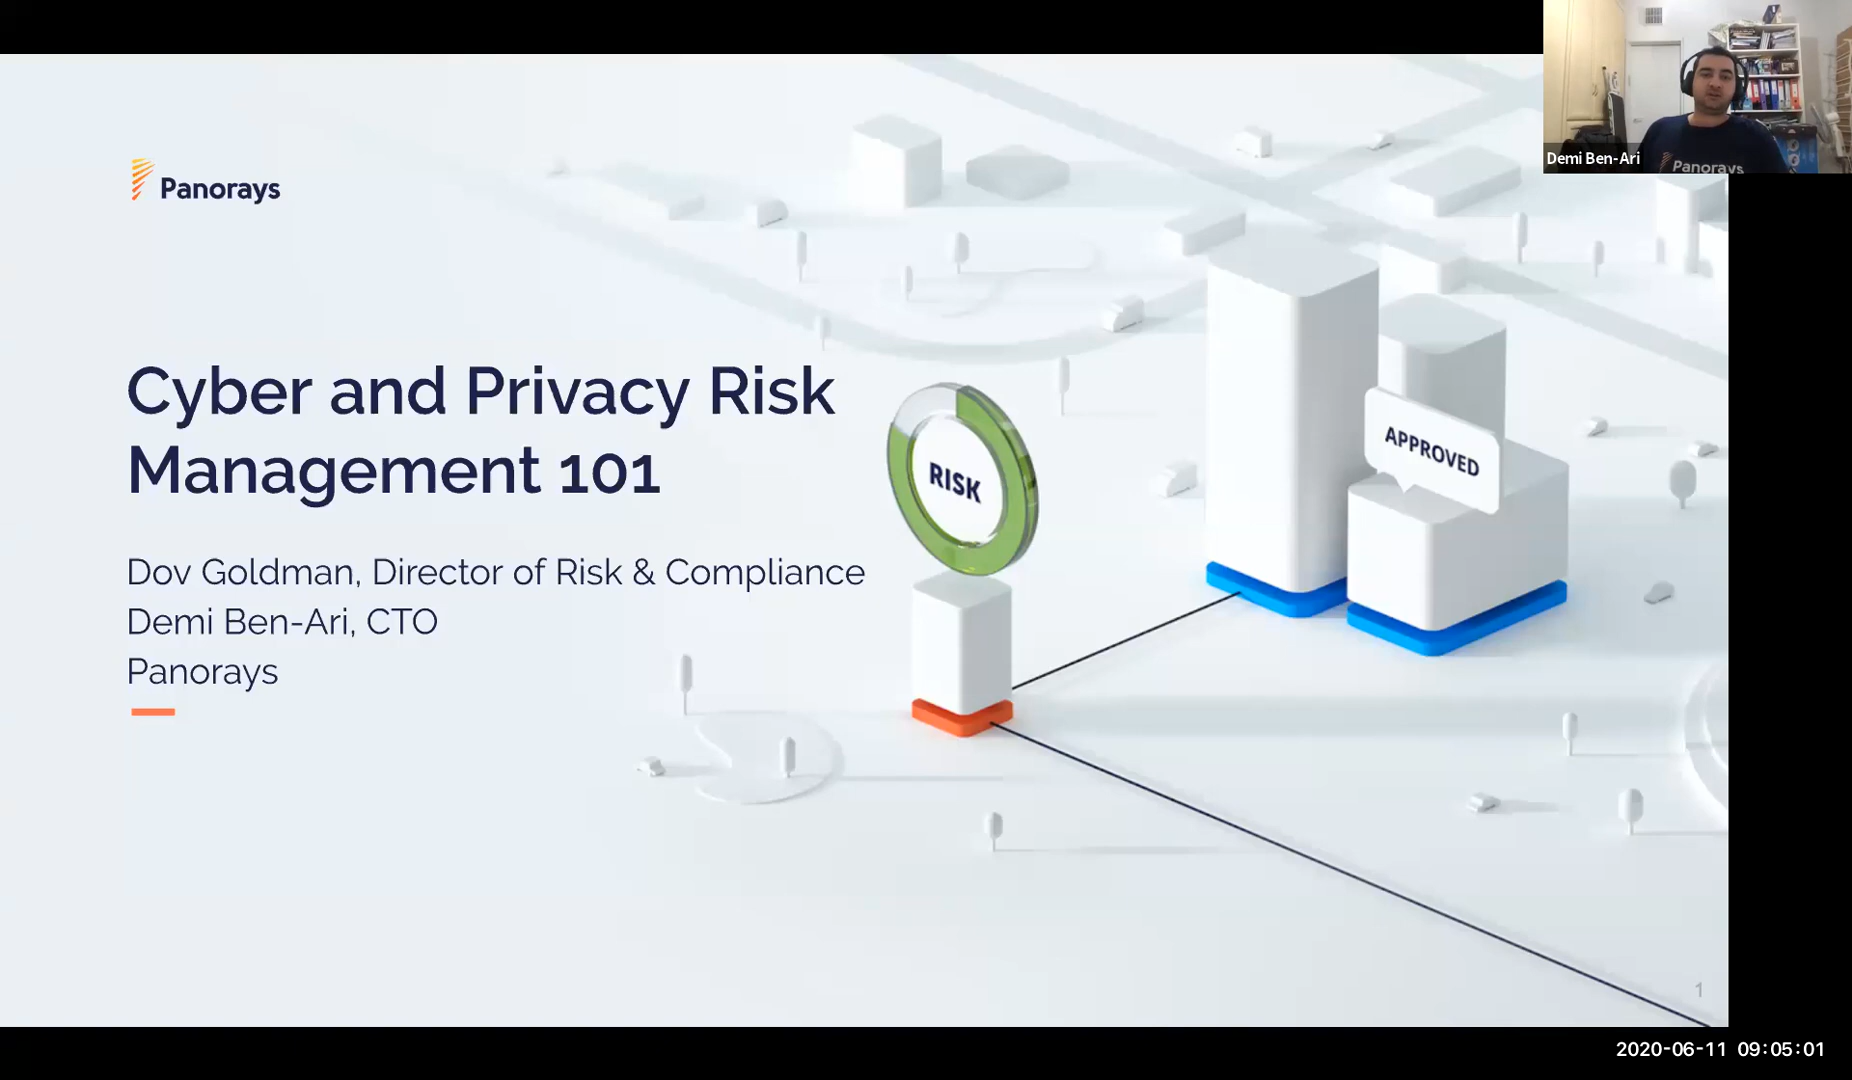 Demi Ben-Ari
Panorays
Panorays
Cyber and Privacy Risk
Management 101
Dov Goldman, Director of Risk & Compliance
Demi Ben-Ari, CTO
Panorays
RISK
APPROVED
1
2020-06-11 09:05:01